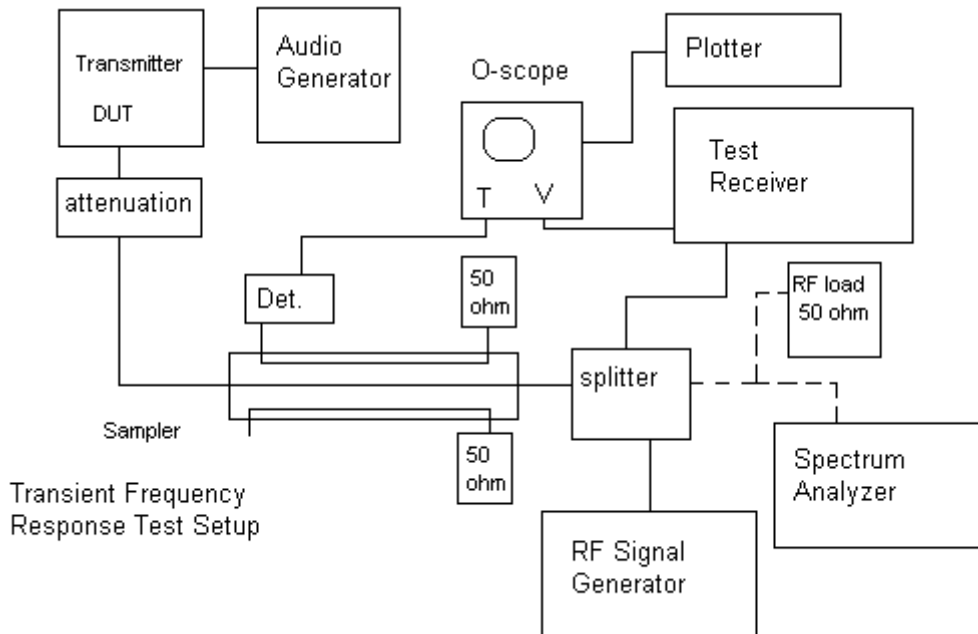 Transmitter
DUT
Audio
Generator
O-scope
Plotter
T V
Test
Receiver
attenuation
Det.
50
ohm
RF load
50 ohm
splitter
Sampler
50
ohm
Spectrum
Analyzer
Transient Frequency
Response Test Setup
RF Signal
Generator